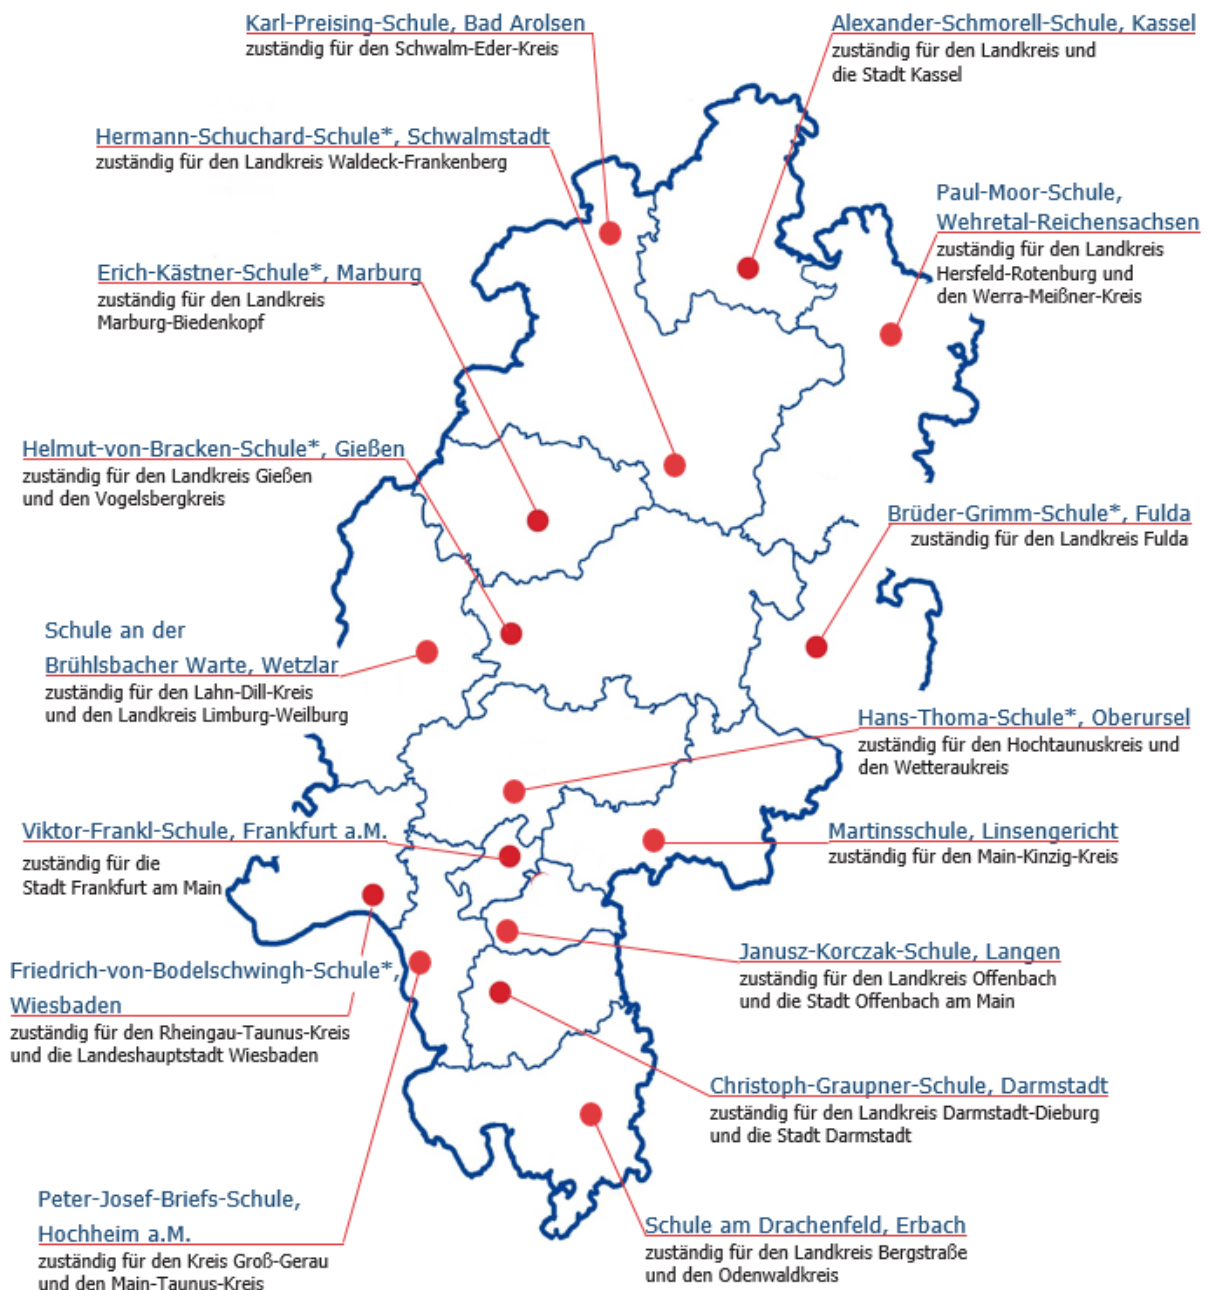 Karl-Preising-Schule, Bad Arolsen
zuständig für den Schwalm-Eder-Kreis
Alexander-Schmorell-Schule, Kassel
zuständig für den Landkreis und
die Stadt Kassel
Hermann-Schuchard-Schule*, Schwalmstadt
zuständig für den Landkreis Waldeck-Frankenberg
Paul-Moor-Schule,
Wehretal-Reichensachsen
zuständig für den Landkreis
Hersfeld-Rotenburg und
den Werra-Meißner-Kreis
Erich-Kästner-Schule*, Marburg
zuständig für den Landkreis
Marburg-Biedenkopf
Helmut-von-Bracken-Schule*, Gießen
zuständig für den Landkreis Gießen
und den Vogelsbergkreis
Brüder-Grimm-Schule*, Fulda
zuständig für den Landkreis Fulda
Schule an der
Brühlsbacher Warte, Wetzlar
zuständig für den Lahn-Dill-Kreis
und den Landkreis Limburg-Weilburg
Hans-Thoma-Schule*, Oberursel
zuständig für den Hochtaunuskreis und
den Wetteraukreis
Viktor-Frankl-Schule, Frankfurt a.M.
zuständig für die
Stadt Frankfurt am Main
Martinsschule, Linsengericht
zuständig für den Main-Kinzig-Kreis
Janusz-Korczak-Schule, Langen
zuständig für den Landkreis Offenbach
und die Stadt Offenbach am Main
Friedrich-von-Bodelschwingh-Schule*,
Wiesbaden
zuständig für den Rheingau-Taunus-Kreis
und die Landeshauptstadt Wiesbaden
Christoph-Graupner-Schule, Darmstadt
zuständig für den Landkreis Darmstadt-Dieburg
und die Stadt Darmstadt
Peter-Josef-Briefs-Schule,
Hochheim a.M.
zuständig für den Kreis Groß-Gerau
und den Main-Taunus-Kreis
Schule am Drachenfeld, Erbach
zuständig für den Landkreis Bergstraße
und den Odenwaldkreis